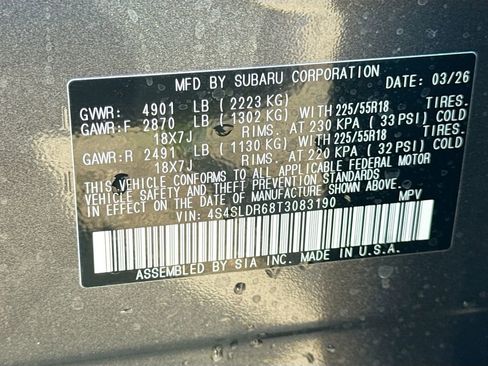 MFD BY SUBARU CORPORATION DATE: 03/26
GVWR: 4901 LB (2223 KG)
GAWR:F 2870 LB (1302 KG) WITH 225/55R18 TIRES.
18X7J RIMS. AT 230 KPA (33 PSI) COLD
GAWR:R 2491 LB (1130 KG) WITH 225/55R18 TIRES.
18X7J RIMS. AT 220 KPA (32 PSI) COLD
THIS VEHICLE CONFORMS TO ALL APPLICABLE FEDERAL MOTOR
VEHICLE SAFETY AND BUMPER STANDARDS IN EFFECT ON THE
DATE OF MANUFACTURE SHOWN ABOVE.
VIN: 4S4SLDR68T3083190 MPV
ASSEMBLED BY SIA INC. MADE IN U.S.A.